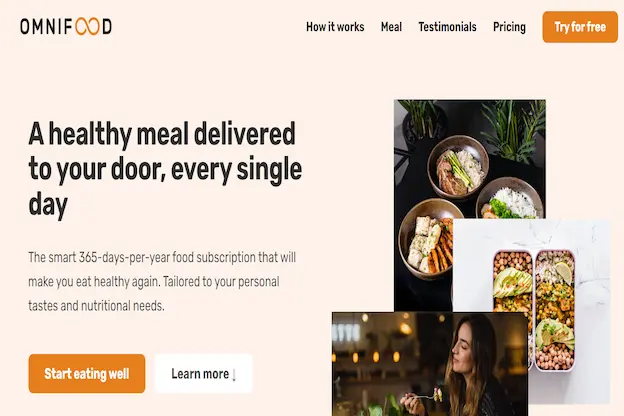 OMNIFOOD
How it works Meal Testimonials Pricing Try for free
A healthy meal delivered
to your door, every single
day
The smart 365-days-per-year food subscription that will
make you eat healthy again. Tailored to your personal
tastes and nutritional needs.
Start eating well Learn more ↓